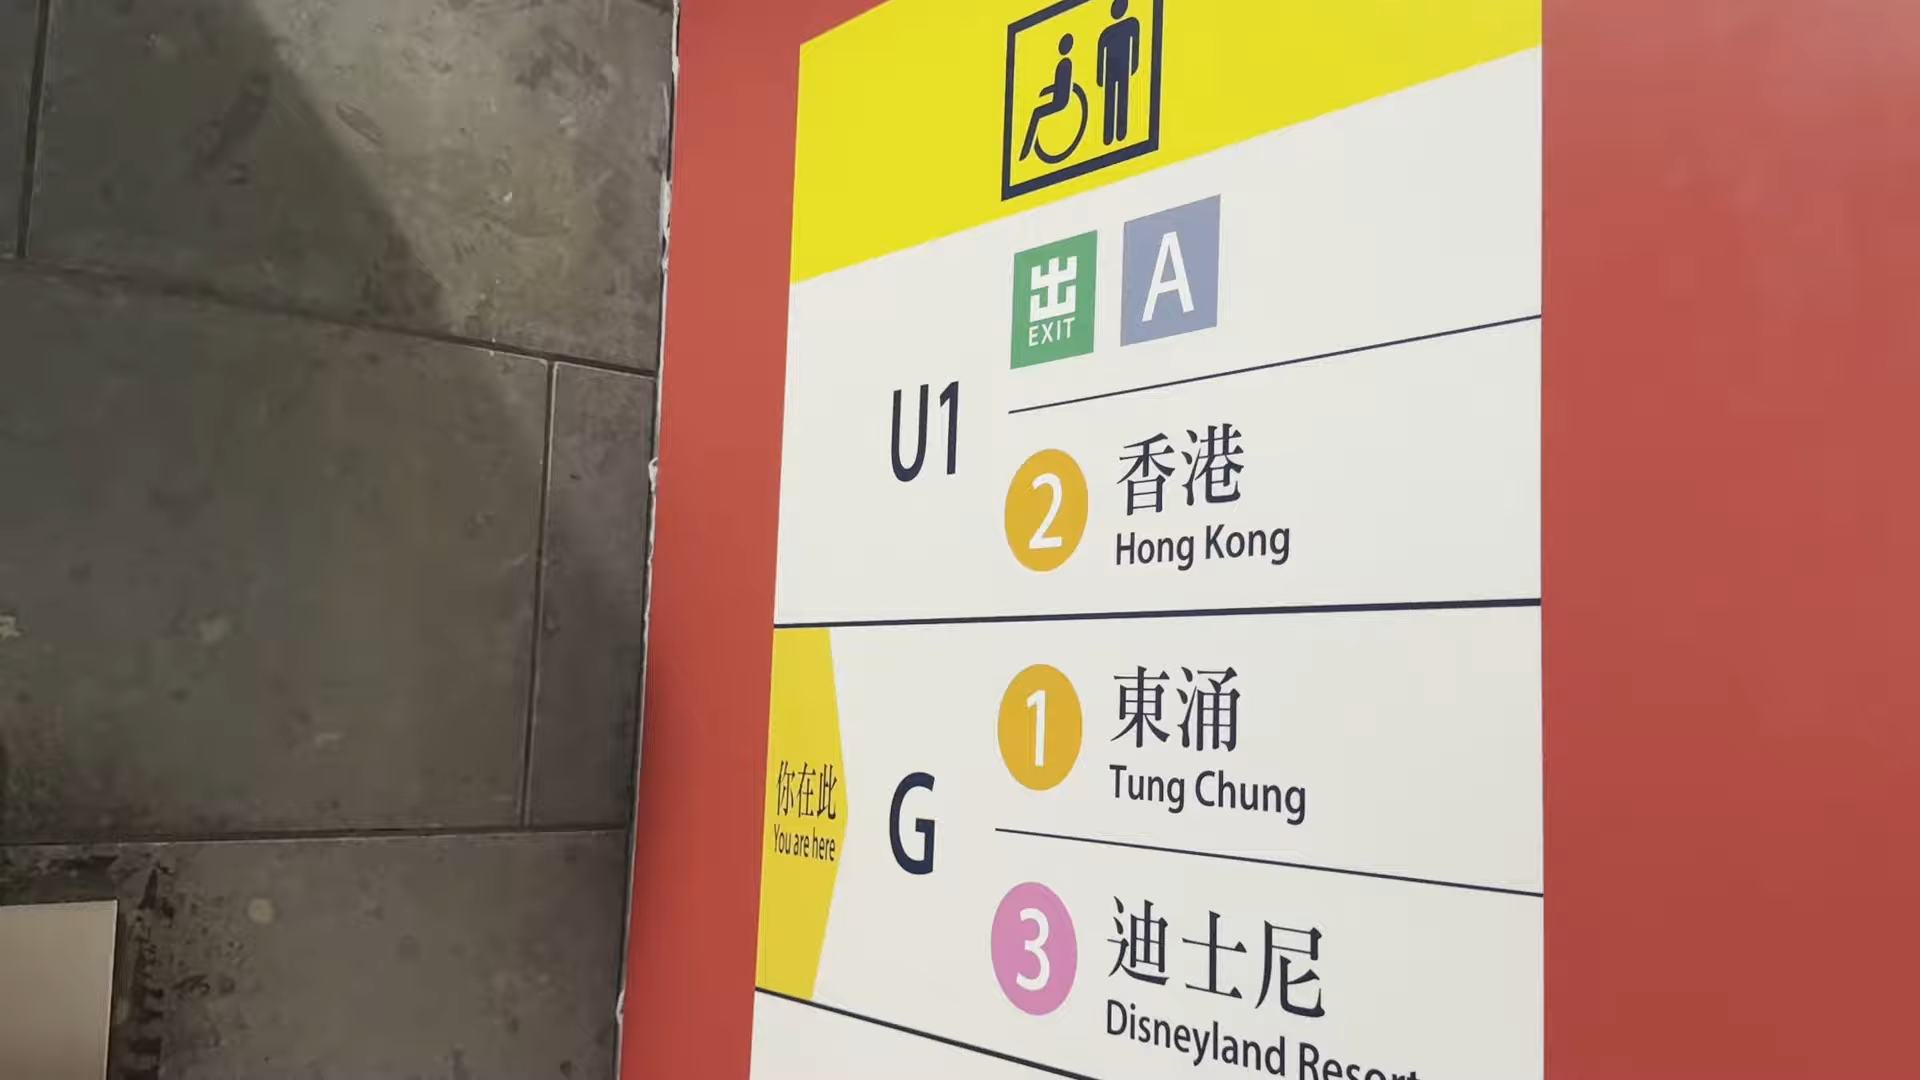 出
EXIT
A
U1
2
香港
Hong Kong
你在此
You are here
G
1
東涌
Tung Chung
3
迪士尼
Disneyland Resort